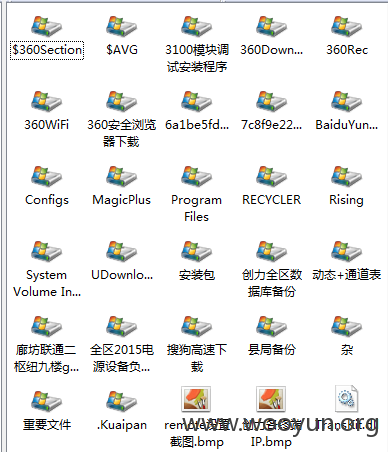 $360Section
$AVG
3100模块调
试安装程序
360Down...
360Rec
360WiFi
360安全浏览
器下载
6a1be5fd...
7c8f9e22...
BaiduYun...
Configs
MagicPlus
Program
Files
RECYCLER
Rising
System
Volume In...
UDownlo...
安装包
创力全区数
据库备份
动态+通道表
廊坊联通二
枢纽九楼g...
全区2015电
源设备负...
搜狗高速下
载
县局备份
杂
重要文件
.Kuaipan
截图.bmp
IP.bmp
www.weoyun.org